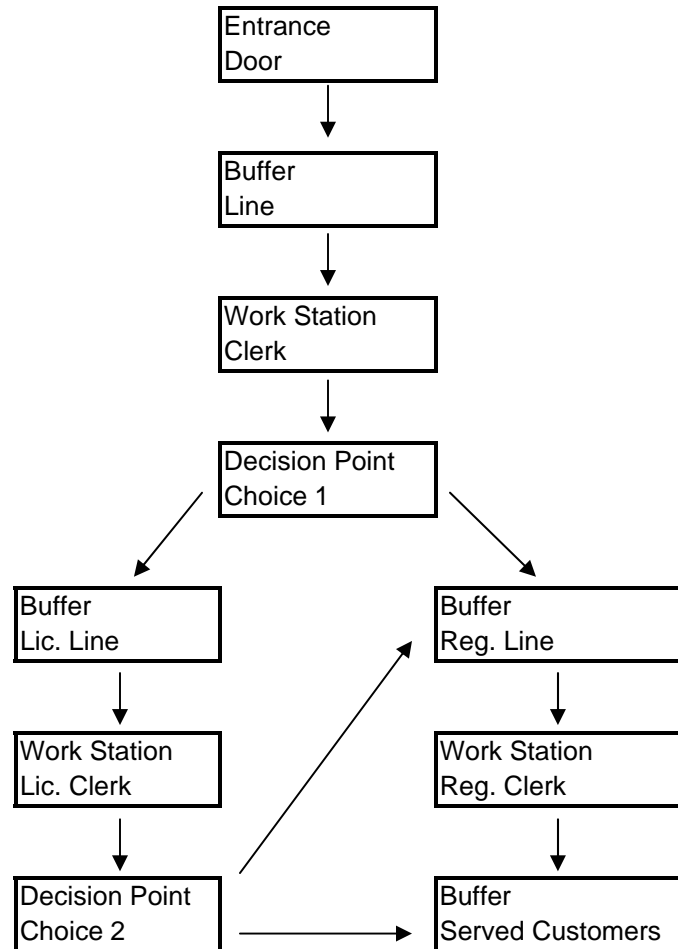 Entrance
Door
Buffer
Line
Work Station
Clerk
Decision Point
Choice 1
Buffer
Lic. Line
Buffer
Reg. Line
Work Station
Lic. Clerk
Work Station
Reg. Clerk
Decision Point
Choice 2
Buffer
Served Customers